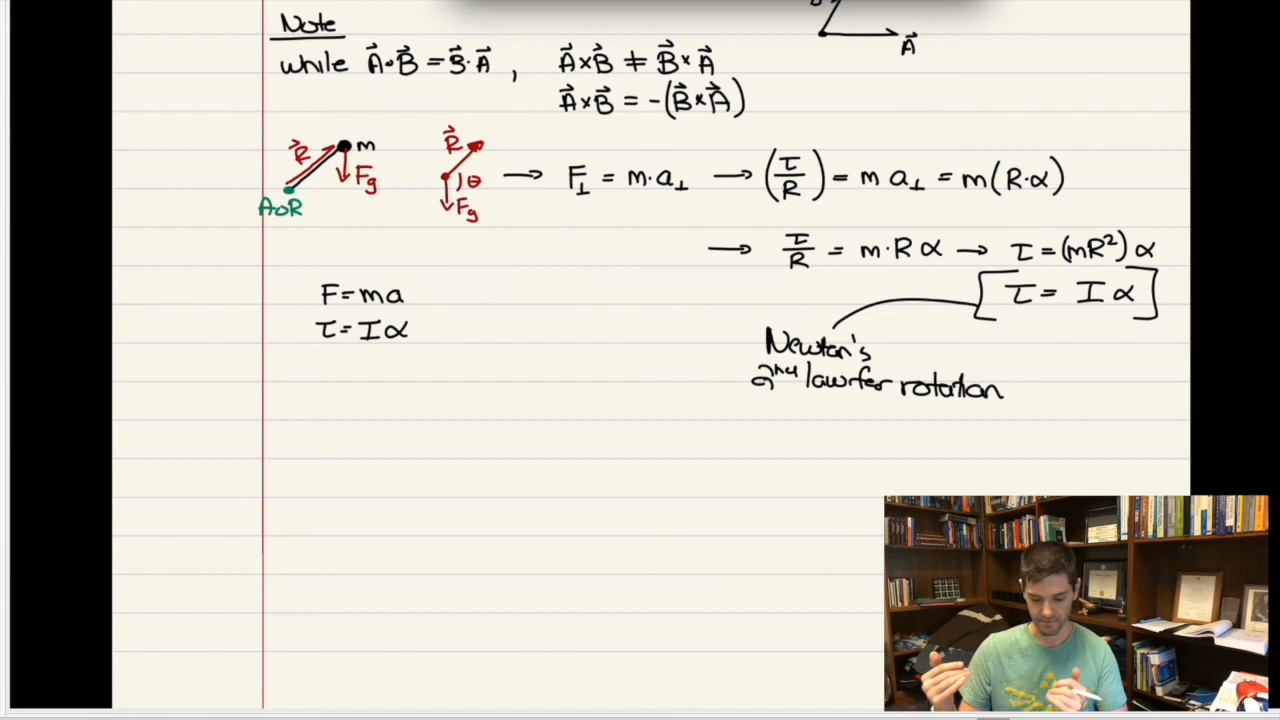 Note
A⃗
while A⃗·B⃗ = B⃗·A⃗ , A⃗×B⃗ ≠ B⃗×A⃗
A⃗×B⃗ = -(B⃗×A⃗)
R⃗ m Fg AoR
R⃗ θ Fg → F⊥ = m·a⊥ → (τ/R) = m a⊥ = m(R·α)
→ τ/R = m·R α → τ = (mR²) α
[τ = I α]
F = ma
τ = I α
Newton's
2nd law for rotation